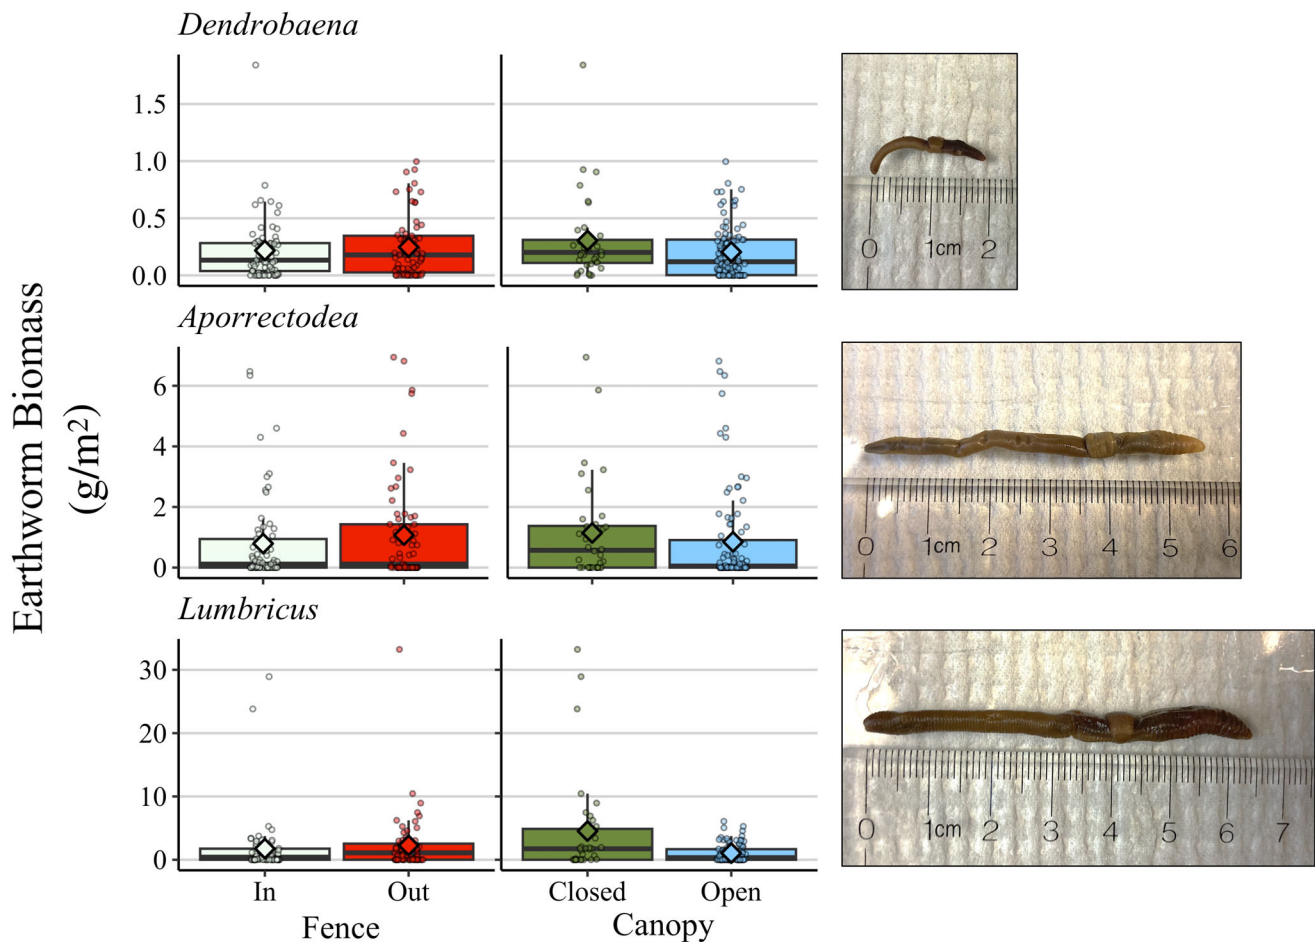 Dendrobaena
1.5
1.0
0.5
0.0
0 1cm 2
Aporrectodea
6
4
2
0
0 1cm 2 3 4 5 6
Lumbricus
30
20
10
0
0 1cm 2 3 4 5 6 7
Earthworm Biomass
(g/m²)
In Out Closed Open
Fence Canopy